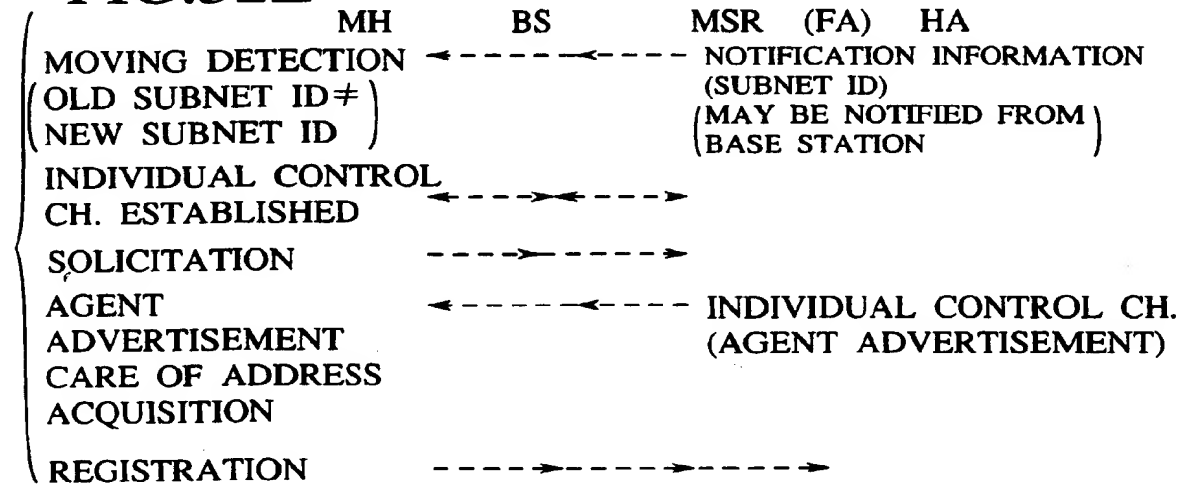 MH BS MSR (FA) HA
MOVING DETECTION NOTIFICATION INFORMATION
(SUBNET ID)
(OLD SUBNET ID≠
NEW SUBNET ID)
(MAY BE NOTIFIED FROM
BASE STATION)
INDIVIDUAL CONTROL
CH. ESTABLISHED
SOLICITATION
AGENT
ADVERTISEMENT
INDIVIDUAL CONTROL CH.
(AGENT ADVERTISEMENT)
CARE OF ADDRESS
ACQUISITION
REGISTRATION